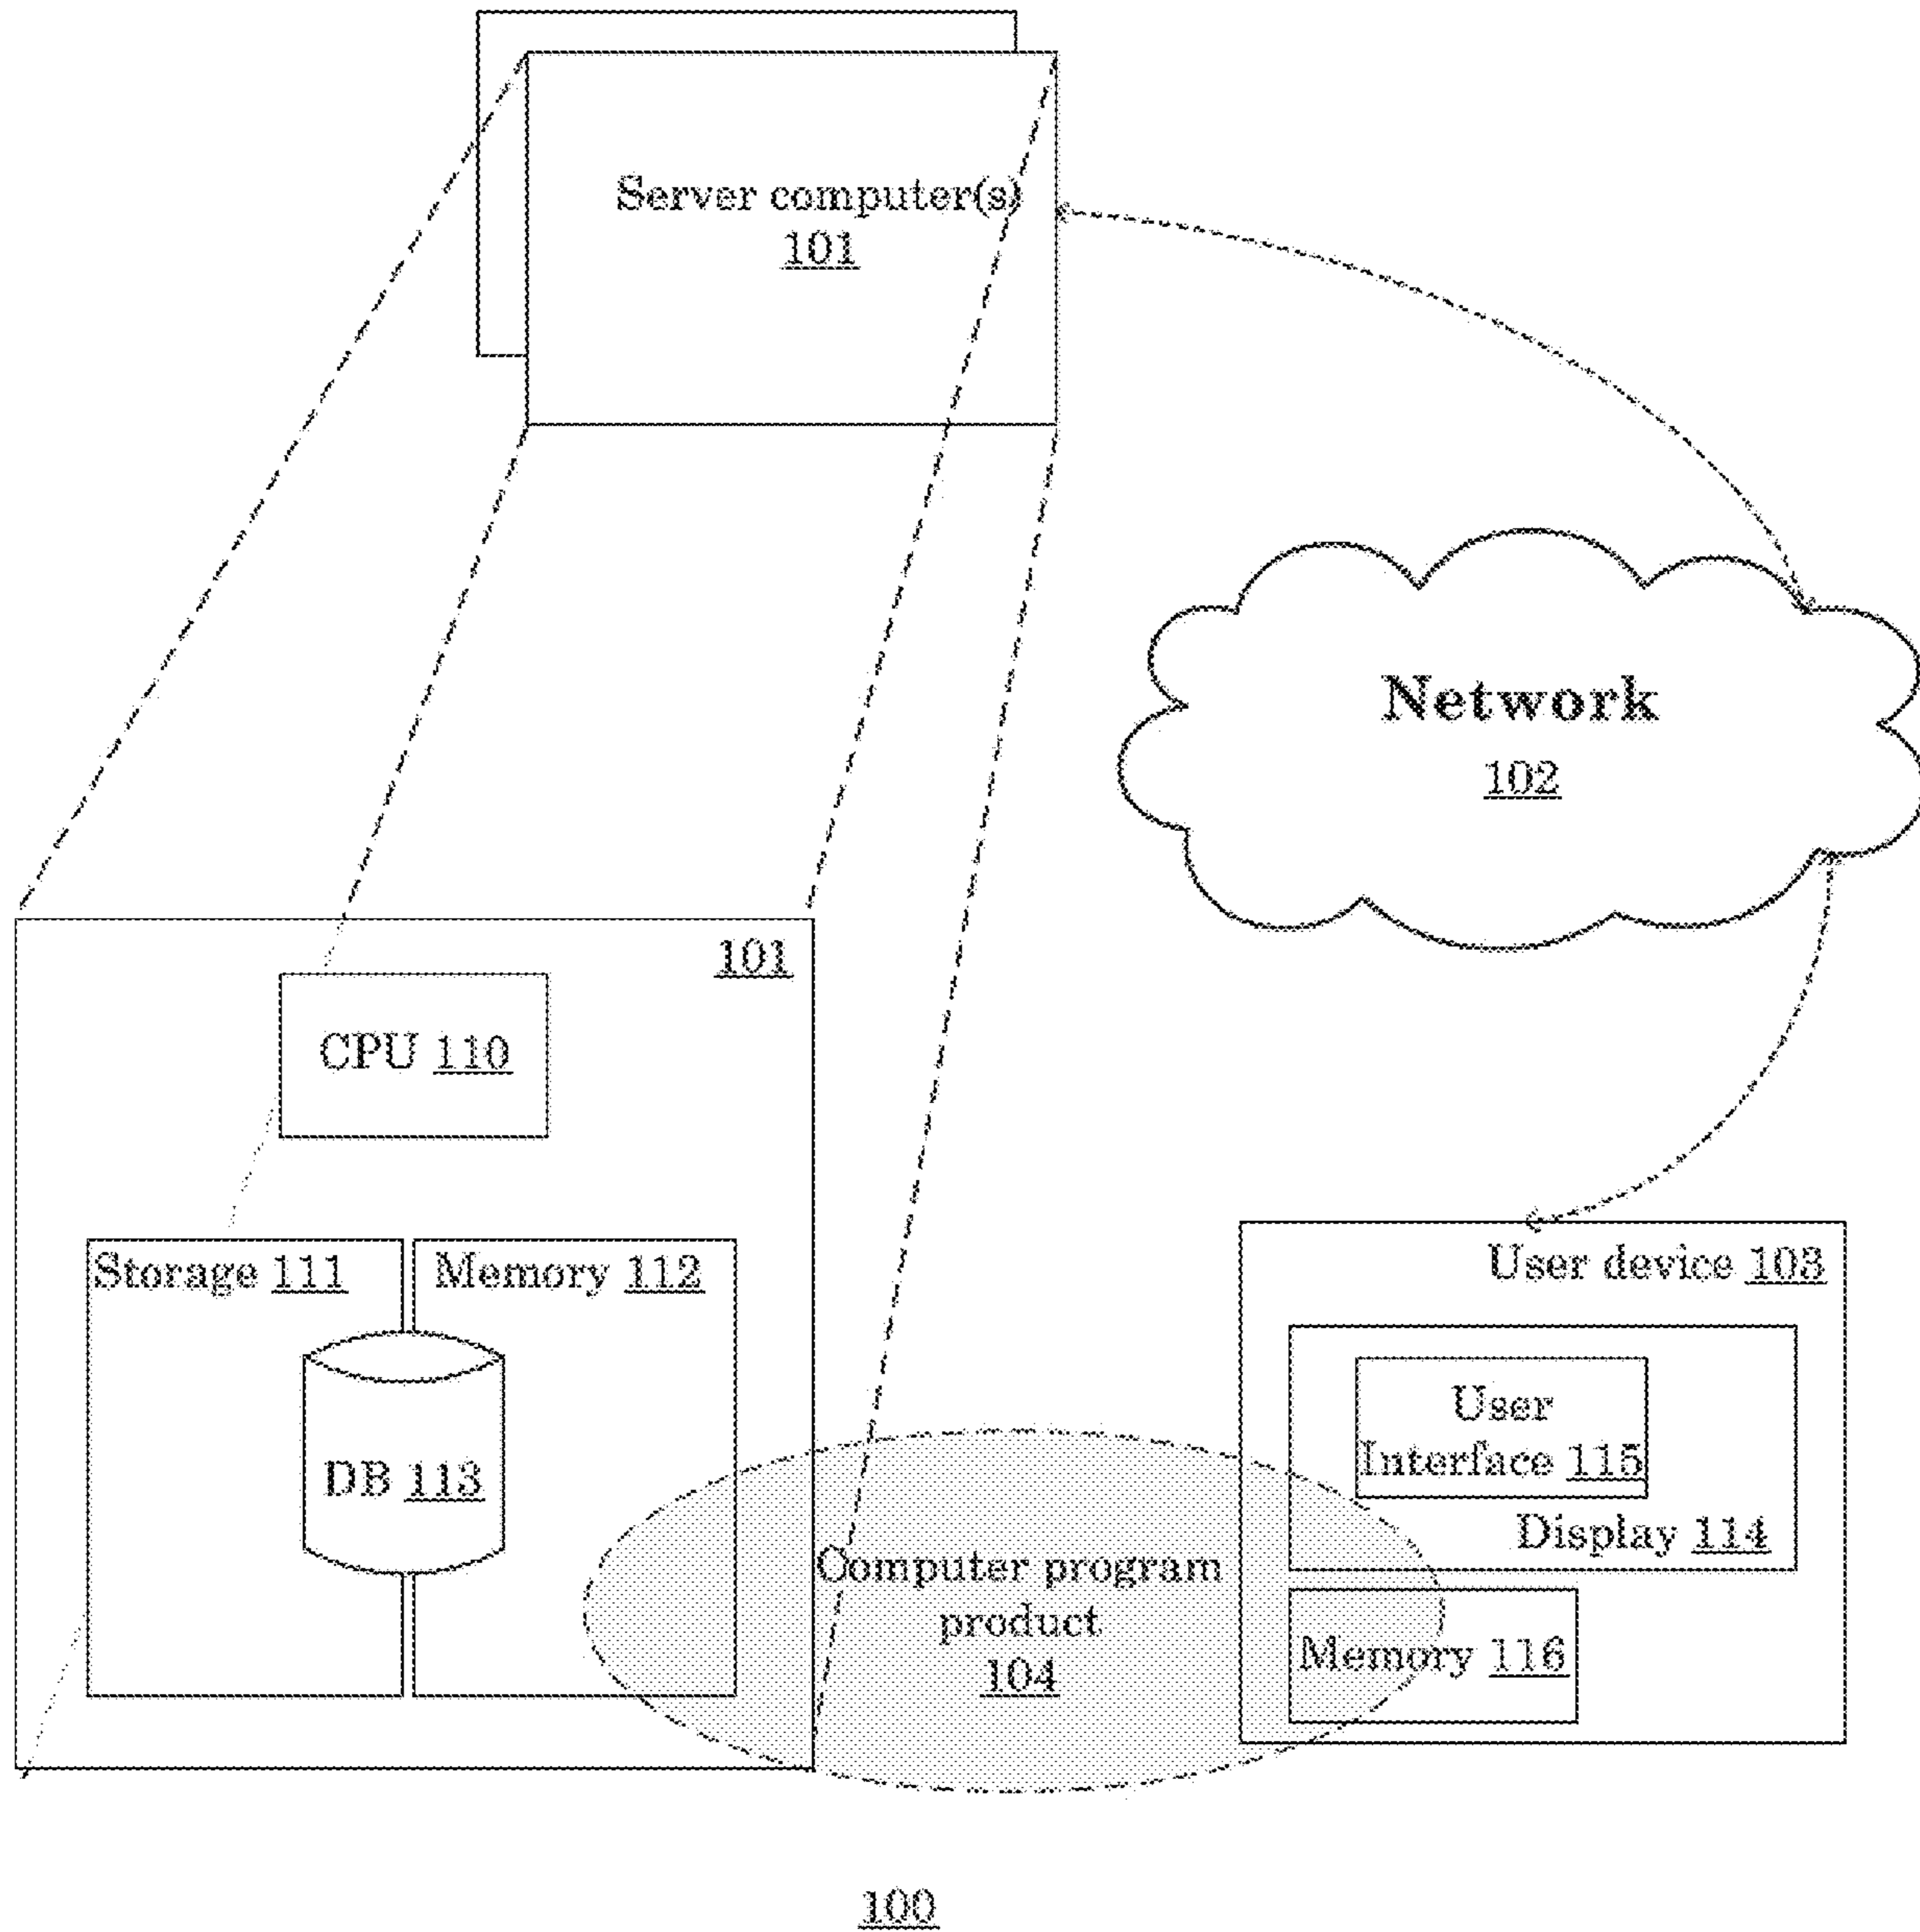 Server computer(s)
101
Network
102
101
CPU 110
Storage 111
Memory 112
DB 113
User device 103
User
Interface 115
Display 114
Memory 116
Computer program
product
104
100